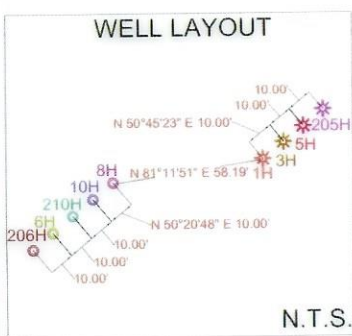 WELL LAYOUT
10.00'
10.00'
205H
N 50°45'23" E 10.00'
5H
3H
8H
N 81°11'51" E 58.19'
1H
10H
210H
6H
N 50°20'48" E 10.00'
206H
10.00'
10.00'
10.00'
N.T.S.